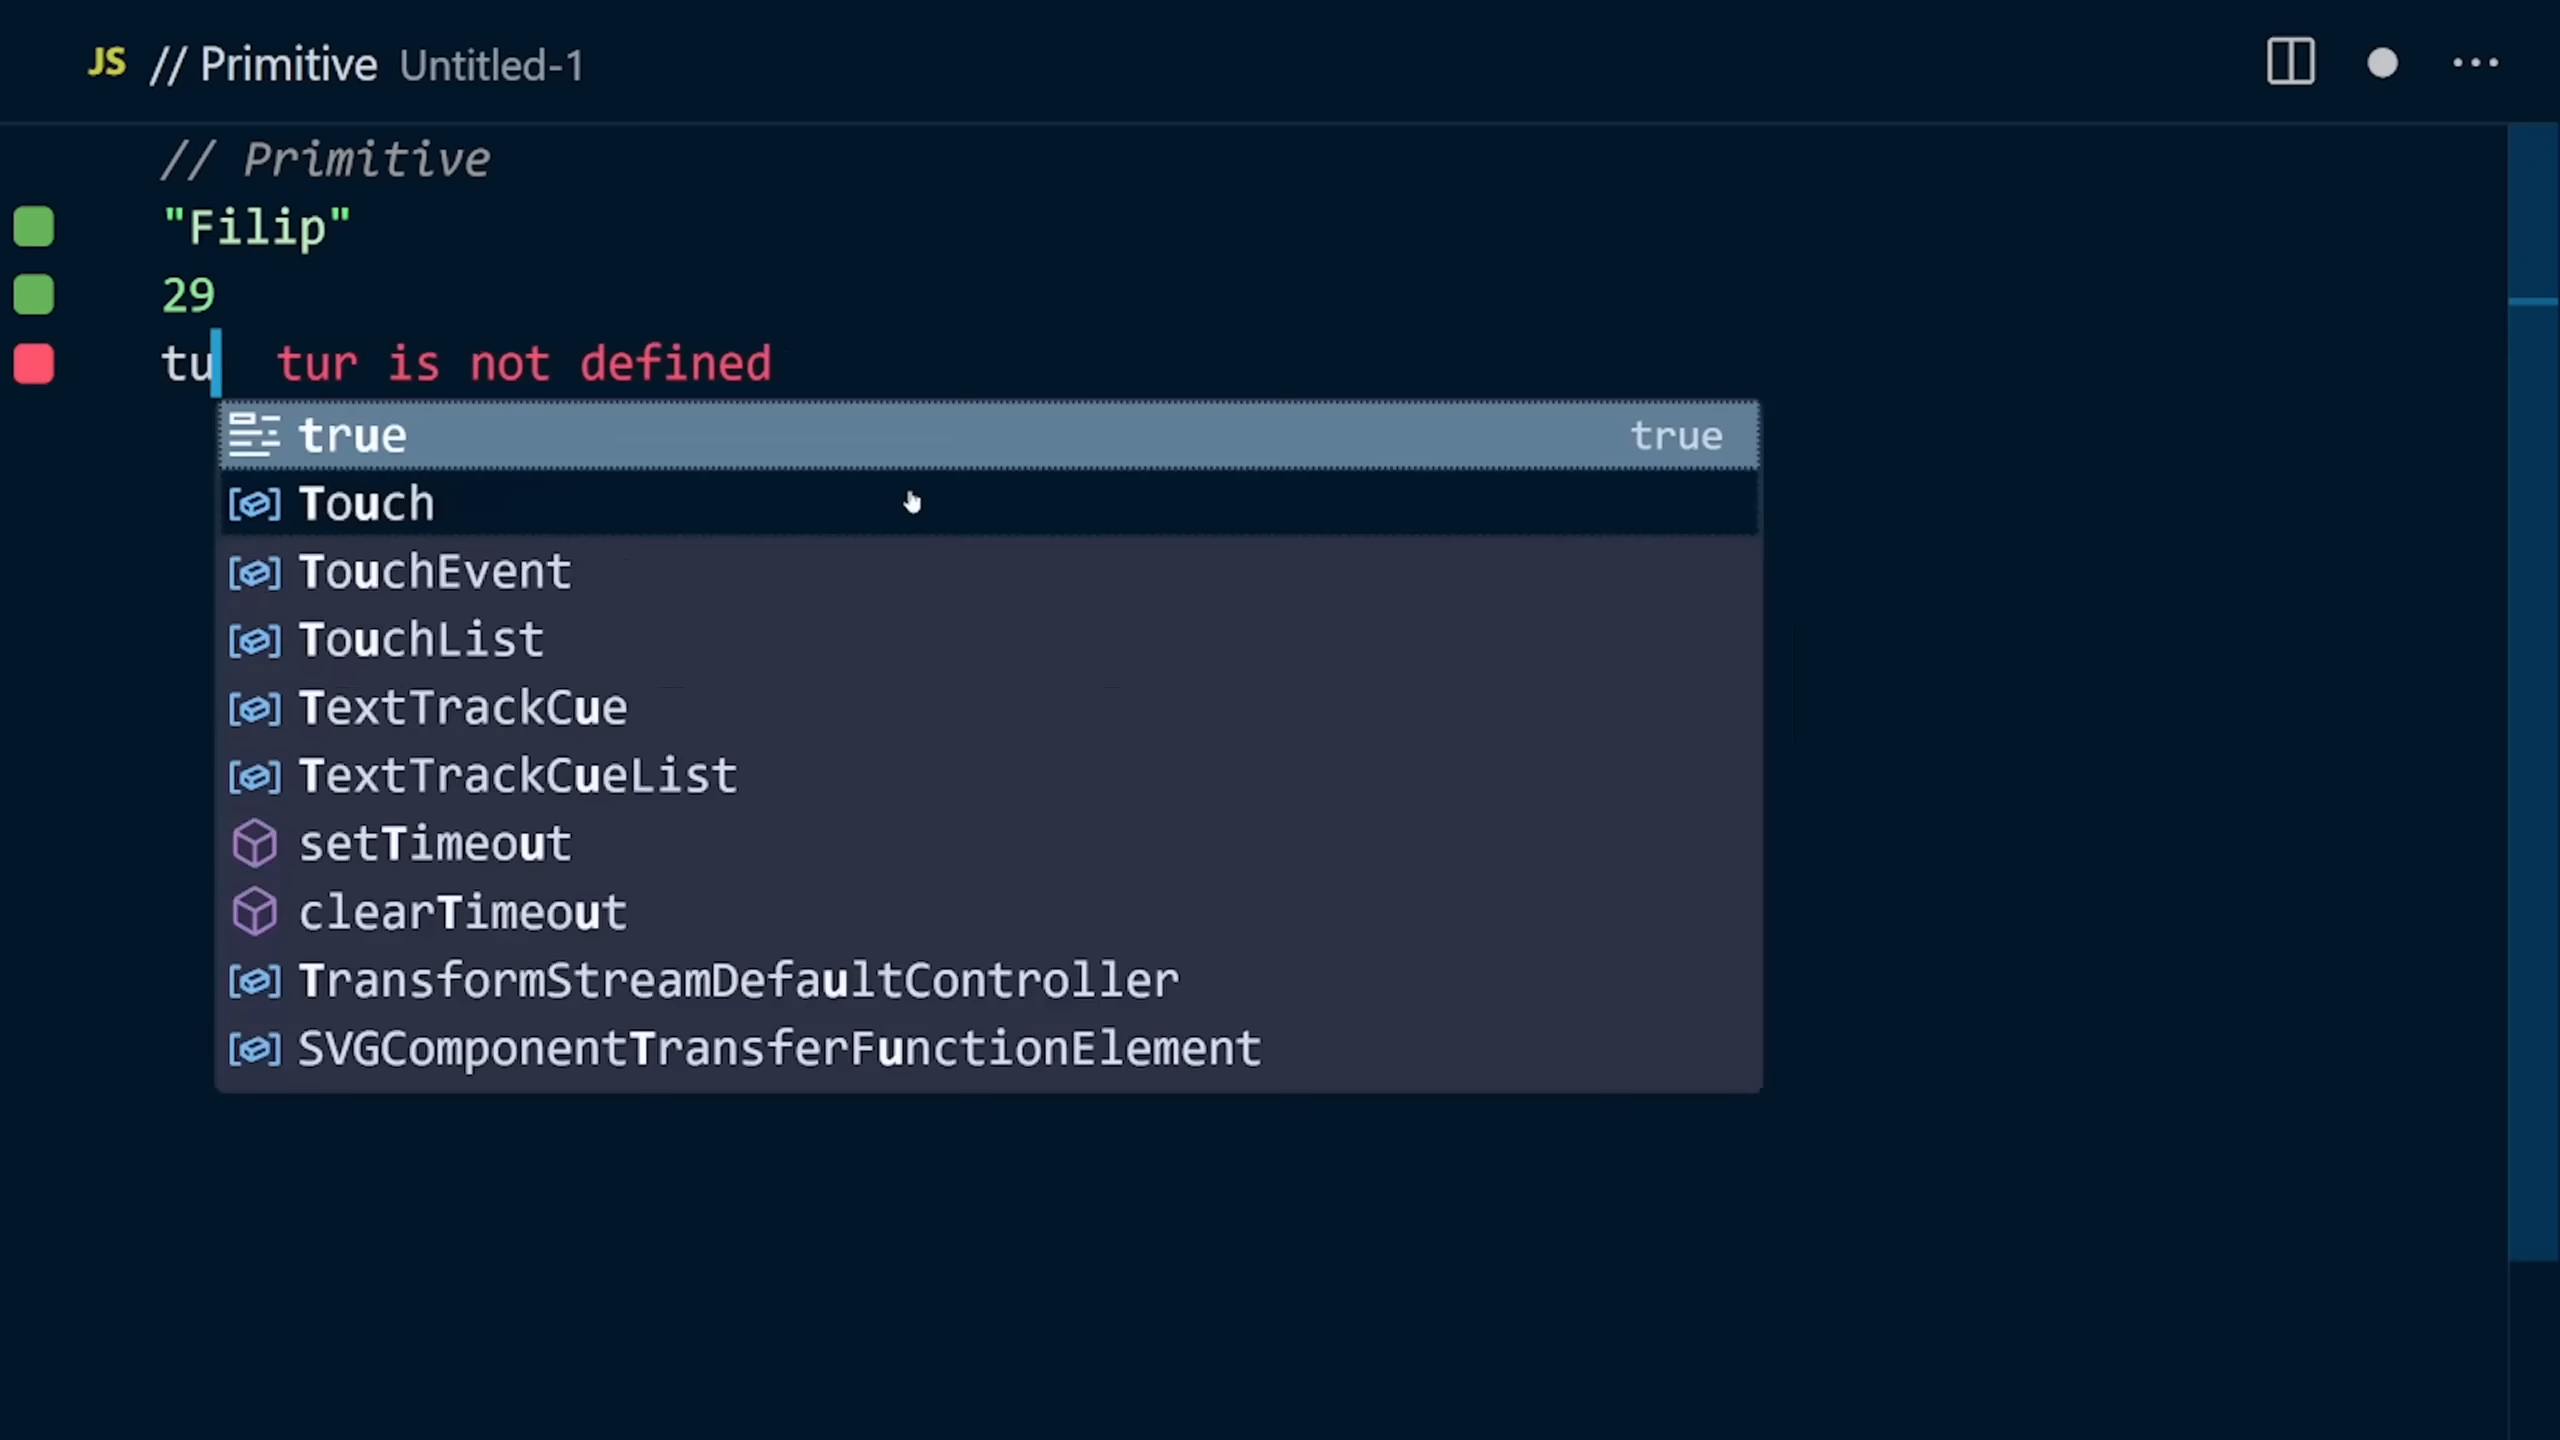 JS // Primitive Untitled-1
// Primitive
"Filip"
29
tu tur is not defined
true true
Touch
TouchEvent
TouchList
TextTrackCue
TextTrackCueList
setTimeout
clearTimeout
TransformStreamDefaultController
SVGComponentTransferFunctionElement